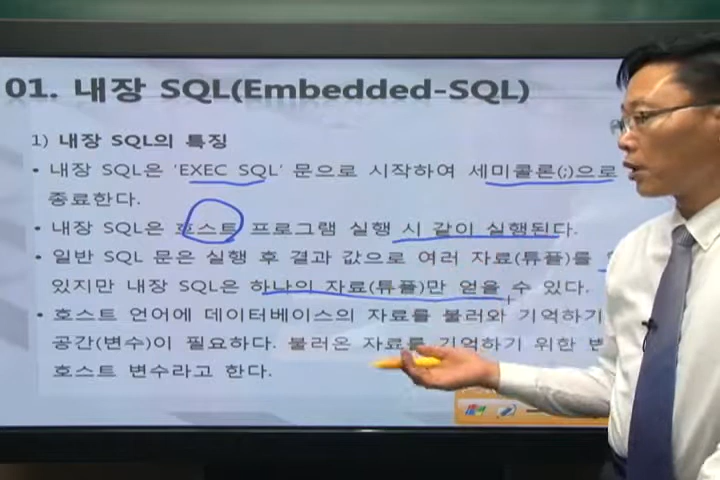 01. 내장 SQL(Embedded-SQL)
1) 내장 SQL의 특징
• 내장 SQL은 'EXEC SQL' 문으로 시작하여 세미콜론(;)으로
종료한다.
• 내장 SQL은 호스트 프로그램 실행 시 같이 실행된다.
• 일반 SQL 문은 실행 후 결과 값으로 여러 자료(튜플)를
있지만 내장 SQL은 하나의 자료(튜플)만 얻을 수 있다.
• 호스트 언어에 데이터베이스의 자료를 불러와 기억하기
공간(변수)이 필요하다. 불러온 자료를 기억하기 위한
호스트 변수라고 한다.